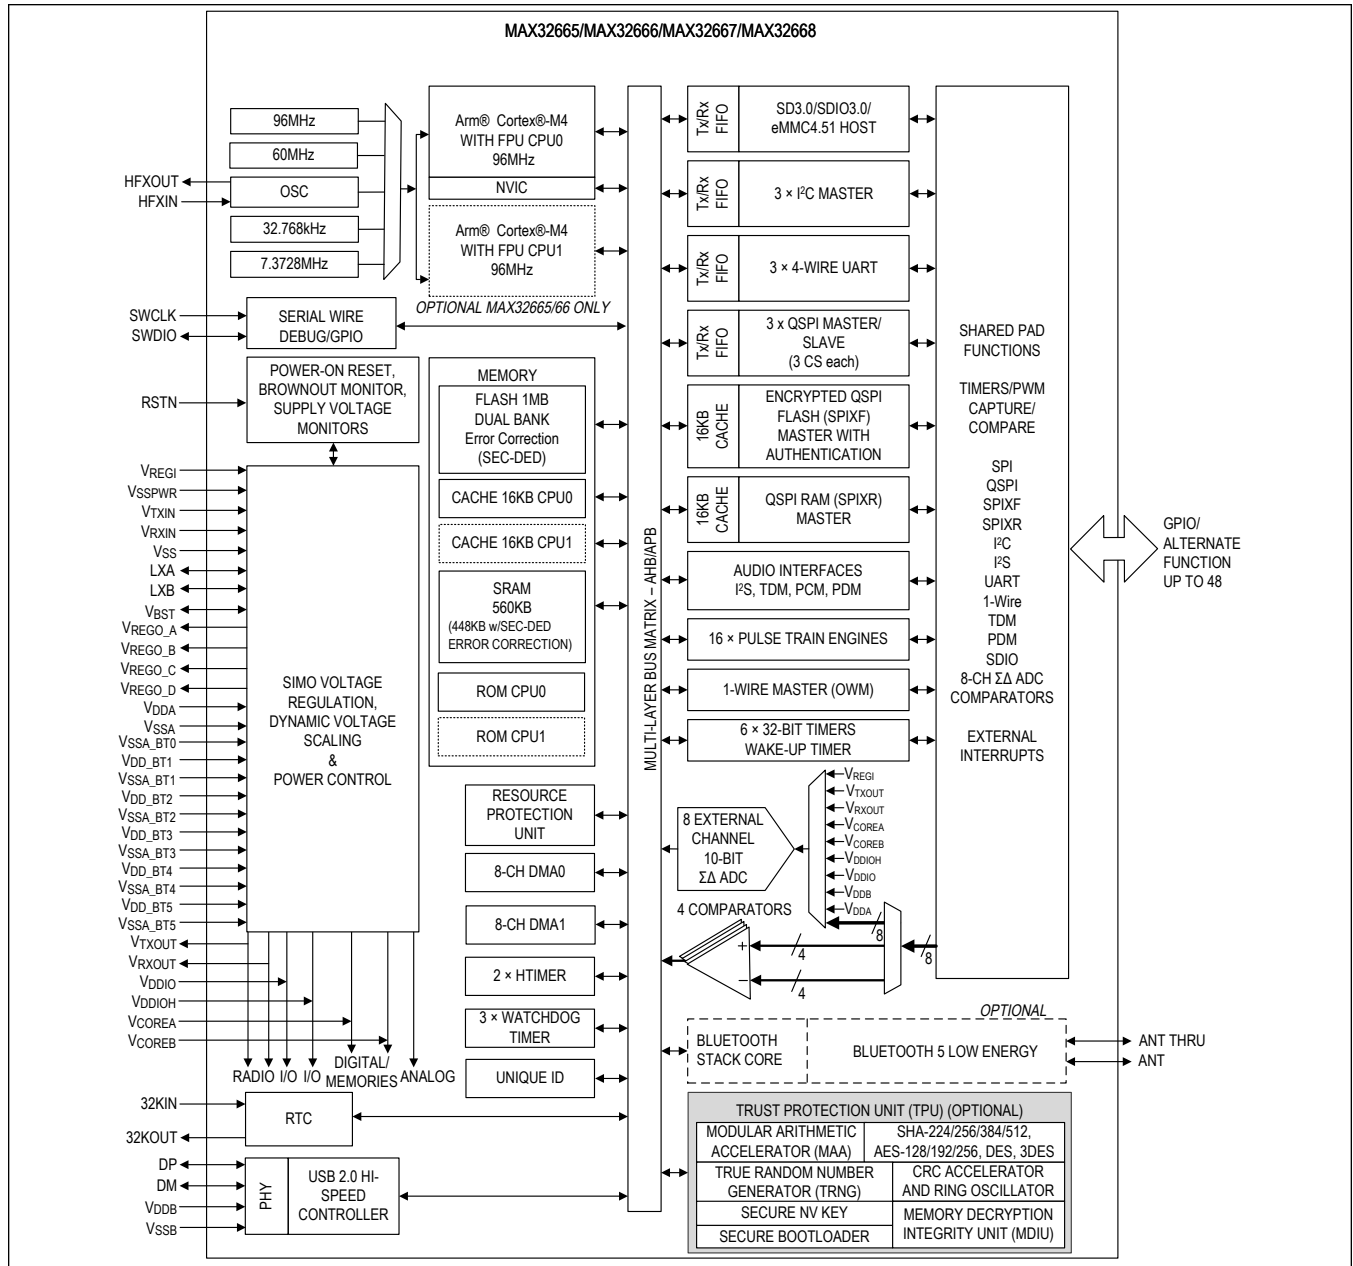 MAX32665/MAX32666/MAX32667/MAX32668
96MHz
60MHz
OSC
32.768kHz
7.3728MHz
HFXOUT
HFXIN
Arm® Cortex®-M4
WITH FPU CPU0
96MHz
NVIC
Arm® Cortex®-M4
WITH FPU CPU1
96MHz
OPTIONAL MAX32665/66 ONLY
SWCLK
SWDIO
SERIAL WIRE
DEBUG/GPIO
RSTN
POWER-ON RESET,
BROWNOUT MONITOR,
SUPPLY VOLTAGE
MONITORS
VREGI
VSSPWR
VTXIN
VRXIN
VSS
LXA
LXB
VBST
VREGO_A
VREGO_B
VREGO_C
VREGO_D
VDDA
VSSA
VSSA_BT0
VDD_BT1
VSSA_BT1
VDD_BT2
VSSA_BT2
VDD_BT3
VSSA_BT3
VDD_BT4
VSSA_BT4
VDD_BT5
VSSA_BT5
VTXOUT
VRXOUT
VDDIO
VDDIOH
VCOREA
VCOREB
SIMO VOLTAGE
REGULATION,
DYNAMIC VOLTAGE
SCALING
&
POWER CONTROL
RADIO
I/O
I/O
DIGITAL/
MEMORIES
ANALOG
32KIN
32KOUT
RTC
DP
DM
VDDB
VSSB
PHY
USB 2.0 HI-
SPEED
CONTROLLER
MEMORY
FLASH 1MB
DUAL BANK
Error Correction
(SEC-DED)
CACHE 16KB CPU0
CACHE 16KB CPU1
SRAM
560KB
(448KB w/SEC-DED
ERROR CORRECTION)
ROM CPU0
ROM CPU1
RESOURCE
PROTECTION
UNIT
8-CH DMA0
8-CH DMA1
2 × HTIMER
3 × WATCHDOG
TIMER
UNIQUE ID
MULTI-LAYER BUS MATRIX – AHB/APB
Tx/Rx
FIFO
SD3.0/SDIO3.0/
eMMC4.51 HOST
Tx/Rx
FIFO
3 × I²C MASTER
Tx/Rx
FIFO
3 × 4-WIRE UART
Tx/Rx
FIFO
3 x QSPI MASTER/
SLAVE
(3 CS each)
16KB
CACHE
ENCRYPTED QSPI
FLASH (SPIXF)
MASTER WITH
AUTHENTICATION
16KB
CACHE
QSPI RAM (SPIXR)
MASTER
AUDIO INTERFACES
I²S, TDM, PCM, PDM
16 × PULSE TRAIN ENGINES
1-WIRE MASTER (OWM)
6 × 32-BIT TIMERS
WAKE-UP TIMER
8 EXTERNAL
CHANNEL
10-BIT
ΣΔ ADC
VREGI
VTXOUT
VRXOUT
VCOREA
VCOREB
VDDIOH
VDDIO
VDDB
VDDA
4 COMPARATORS
+
−
8
4
4
8
SHARED PAD
FUNCTIONS
TIMERS/PWM
CAPTURE/
COMPARE
SPI
QSPI
SPIXF
SPIXR
I²C
I²S
UART
1-Wire
TDM
PDM
SDIO
8-CH ΣΔ ADC
COMPARATORS
EXTERNAL
INTERRUPTS
GPIO/
ALTERNATE
FUNCTION
UP TO 48
OPTIONAL
BLUETOOTH
STACK CORE
BLUETOOTH 5 LOW ENERGY
ANT THRU
ANT
TRUST PROTECTION UNIT (TPU) (OPTIONAL)
MODULAR ARITHMETIC
ACCELERATOR (MAA)
SHA-224/256/384/512,
AES-128/192/256, DES, 3DES
TRUE RANDOM NUMBER
GENERATOR (TRNG)
CRC ACCELERATOR
AND RING OSCILLATOR
SECURE NV KEY
SECURE BOOTLOADER
MEMORY DECRYPTION
INTEGRITY UNIT (MDIU)